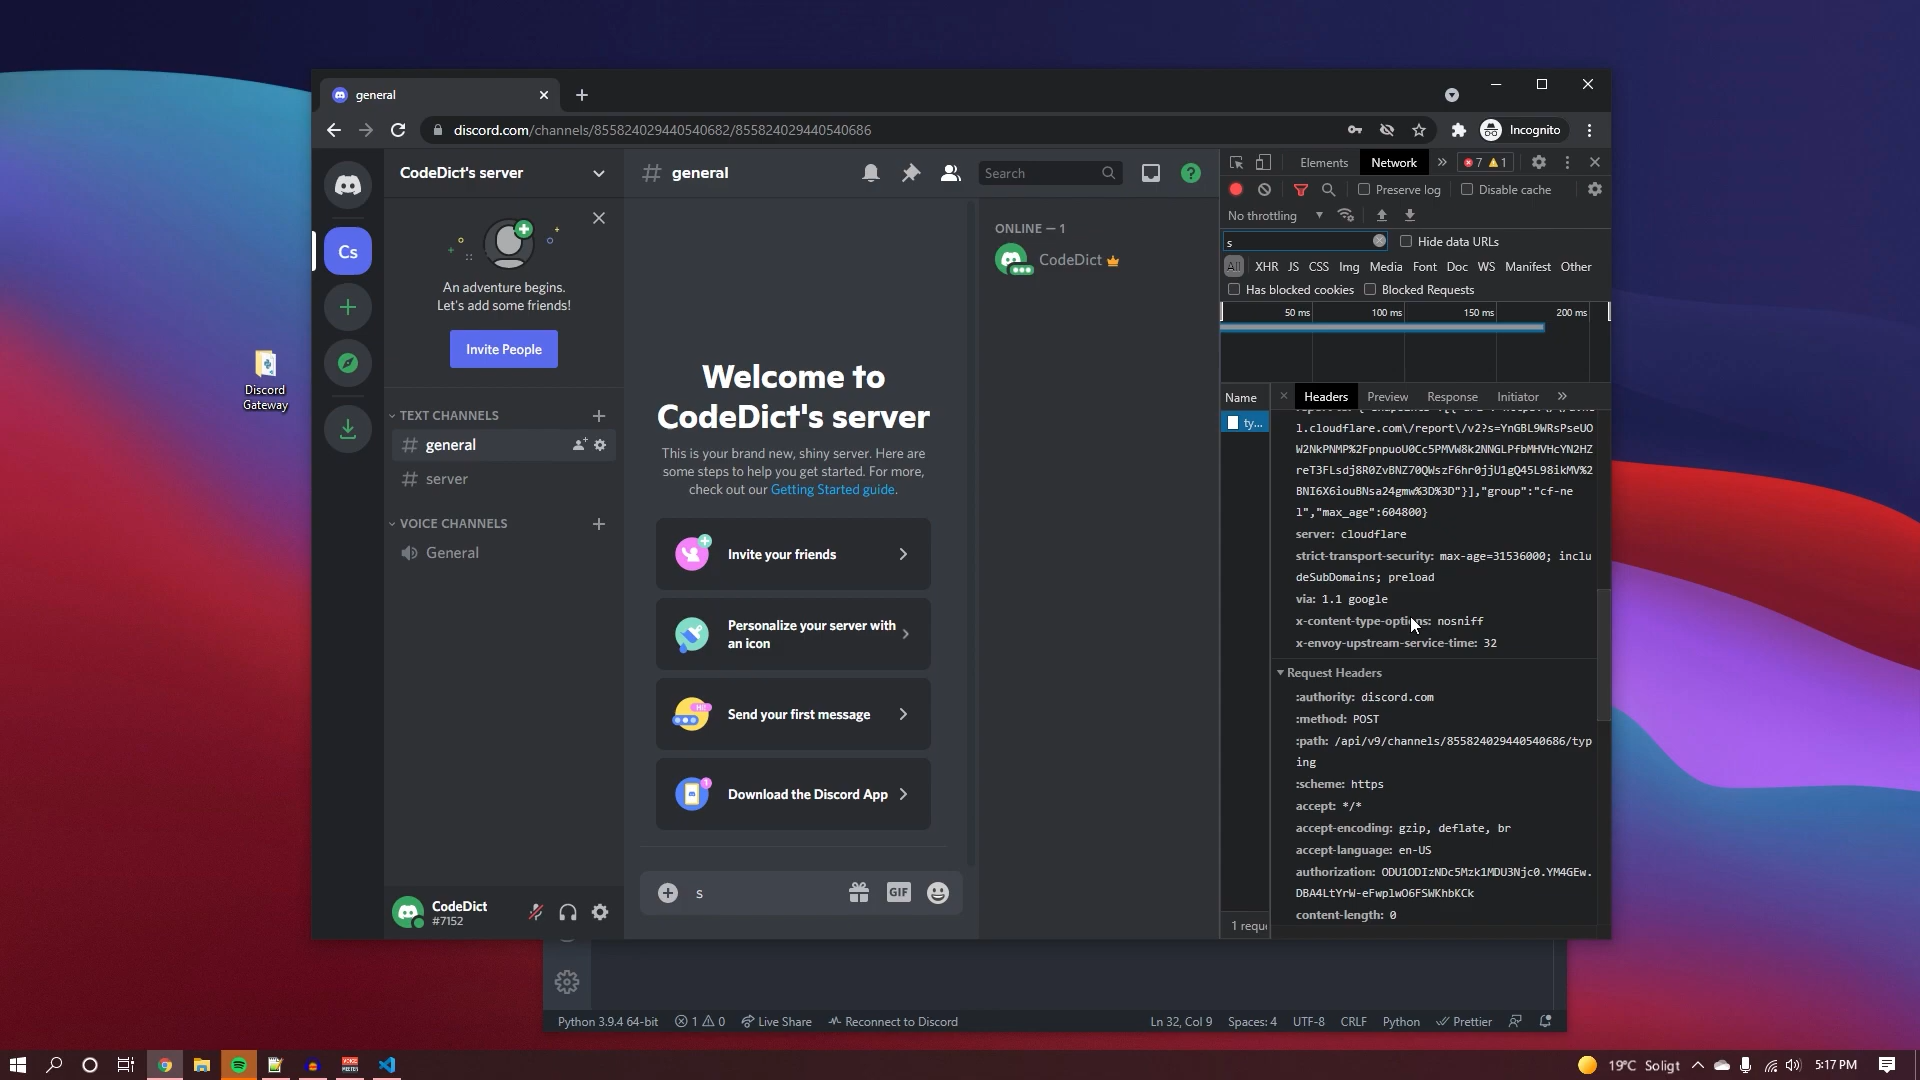 general
discord.com/channels/855824029440540682/855824029440540686
Incognito
CodeDict's server
general
Search
Elements
Network
7
1
Preserve log
Disable cache
No throttling
s
Hide data URLs
All
XHR
JS
CSS
Img
Media
Font
Doc
WS
Manifest
Other
Has blocked cookies
Blocked Requests
50 ms
100 ms
150 ms
200 ms
Cs
An adventure begins.
Let's add some friends!
Invite People
TEXT CHANNELS
general
server
VOICE CHANNELS
General
CodeDict
#7152
Welcome to
CodeDict's server
This is your brand new, shiny server. Here are
some steps to help you get started. For more,
check out our Getting Started guide.
Invite your friends
Personalize your server with
an icon
Send your first message
Download the Discord App
s
GIF
ONLINE — 1
CodeDict
Name
ty...
1 requ
Headers
Preview
Response
Initiator
server: cloudflare
strict-transport-security: max-age=31536000; inclu
deSubDomains; preload
via: 1.1 google
x-content-type-options: nosniff
x-envoy-upstream-service-time: 32
Request Headers
:authority: discord.com
:method: POST
:path: /api/v9/channels/855824029440540686/typ
ing
:scheme: https
accept: */*
accept-encoding: gzip, deflate, br
accept-language: en-US
authorization:
content-length: 0
Discord
Gateway
Python 3.9.4 64-bit
1
0
Live Share
Reconnect to Discord
Ln 32, Col 9
Spaces: 4
UTF-8
CRLF
Python
Prettier
19°C Soligt
5:17 PM